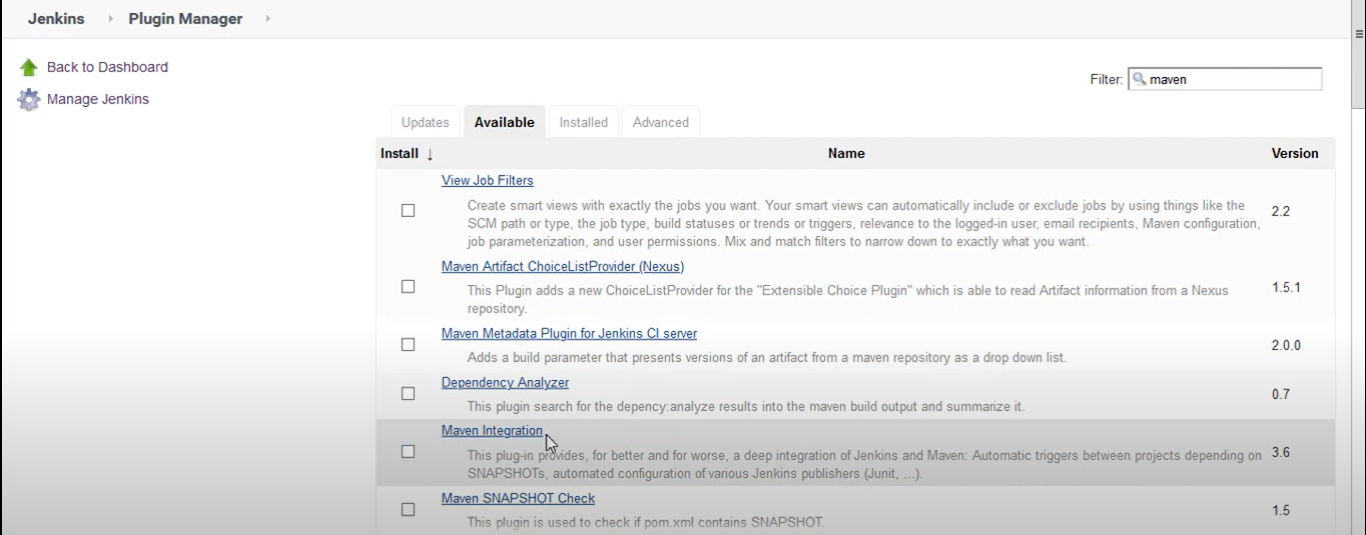 Jenkins Plugin Manager
Back to Dashboard
Manage Jenkins
Filter: maven
Updates Available Installed Advanced
Install ↓ Name Version
View Job Filters
Create smart views with exactly the jobs you want. Your smart views can automatically include or exclude jobs by using things like the
SCM path or type, the job type, build statuses or trends or triggers, relevance to the logged-in user, email recipients, Maven configuration,
job parameterization, and user permissions. Mix and match filters to narrow down to exactly what you want.
2.2
Maven Artifact ChoiceListProvider (Nexus)
This Plugin adds a new ChoiceListProvider for the "Extensible Choice Plugin" which is able to read Artifact information from a Nexus
repository.
1.5.1
Maven Metadata Plugin for Jenkins CI server
Adds a build parameter that presents versions of an artifact from a maven repository as a drop down list.
2.0.0
Dependency Analyzer
This plugin search for the depency:analyze results into the maven build output and summarize it.
0.7
Maven Integration
This plug-in provides, for better and for worse, a deep integration of Jenkins and Maven: Automatic triggers between projects depending on
SNAPSHOTs, automated configuration of various Jenkins publishers (Junit, ...).
3.6
Maven SNAPSHOT Check
This plugin is used to check if pom.xml contains SNAPSHOT.
1.5